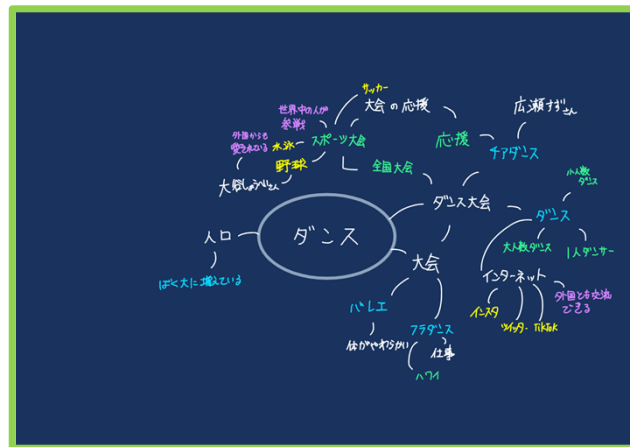 サッカー
大会の応援
広瀬すずさん
世界中の人が
参戦
スポーツ大会
応援
チアダンス
外国からも
愛されている
水泳
野球
全国大会
小人数
ダンス
大谷しょうへいさん
ダンス大会
ダンス
人口
ダンス
大人数ダンス
1人ダンサー
大会
インターネット
ばく大に増えている
外国とも交流
できる
バレエ
インスタ
ツイッター
TikTok
フラダンス
体がやわらかい
仕事
ハワイ